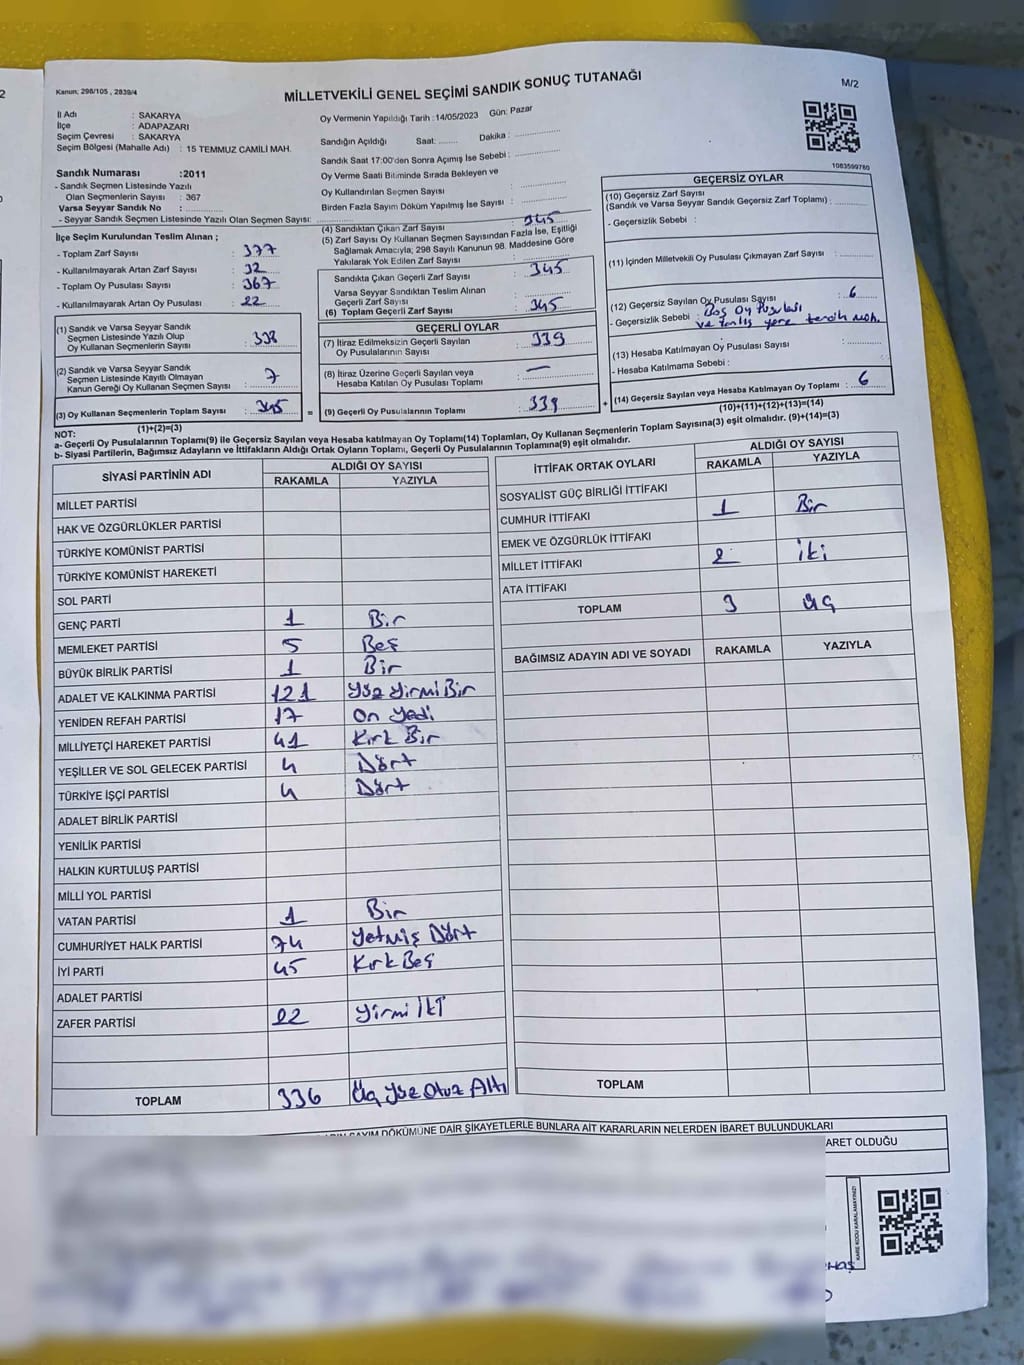 Kanun: 298/105 , 2839/4
MİLLETVEKİLİ GENEL SEÇİMİ SANDIK SONUÇ TUTANAĞI
M/2
İl Adı : SAKARYA
İlçe : ADAPAZARI
Seçim Çevresi : SAKARYA
Seçim Bölgesi (Mahalle Adı) : 15 TEMMUZ CAMİLİ MAH.
Oy Vermenin Yapıldığı Tarih :14/05/2023 Gün: Pazar
Sandığın Açıldığı Saat:........ Dakika : ................
Sandık Saat 17:00'den Sonra Açımış İse Sebebi : ................
Oy Verme Saati Bitiminde Sırada Bekleyen ve
Oy Kullandırılan Seçmen Sayısı : ................
Birden Fazla Sayım Döküm Yapılmış İse Sayısı : ................
1083599780
Sandık Numarası :2011
- Sandık Seçmen Listesinde Yazılı
Olan Seçmenlerin Sayısı : 367
Varsa Seyyar Sandık No : ................
- Seyyar Sandık Seçmen Listesinde Yazılı Olan Seçmen Sayısı: ................
İlçe Seçim Kurulundan Teslim Alınan ;
- Toplam Zarf Sayısı : 377
- Kullanılmayarak Artan Zarf Sayısı : 32
- Toplam Oy Pusulası Sayısı : 367
- Kullanılmayarak Artan Oy Pusulası : 22
(1) Sandık ve Varsa Seyyar Sandık
Seçmen Listesinde Yazılı Olup
Oy Kullanan Seçmenlerin Sayısı : 338
(2) Sandık ve Varsa Seyyar Sandık
Seçmen Listesinde Kayıtlı Olmayan
Kanun Gereği Oy Kullanan Seçmen Sayısı : 7
(3) Oy Kullanan Seçmenlerin Toplam Sayısı : 345
(1)+(2)=(3)
(4) Sandıktan Çıkan Zarf Sayısı : 345
(5) Zarf Sayısı Oy Kullanan Seçmen Sayısından Fazla İse, Eşitliği
Sağlamak Amacıyla, 298 Sayılı Kanunun 98. Maddesine Göre
Yakılarak Yok Edilen Zarf Sayısı : ................
Sandıkta Çıkan Geçerli Zarf Sayısı : 345
Varsa Seyyar Sandıktan Teslim Alınan
Geçerli Zarf Sayısı : ................
(6) Toplam Geçerli Zarf Sayısı : 345
GEÇERLİ OYLAR
(7) İtiraz Edilmeksizin Geçerli Sayılan
Oy Pusulalarının Sayısı : 339
(8) İtiraz Üzerine Geçerli Sayılan veya
Hesaba Katılan Oy Pusulası Toplamı : —
= (9) Geçerli Oy Pusulalarının Toplamı : 339
GEÇERSİZ OYLAR
(10) Geçersiz Zarf Sayısı
(Sandık ve Varsa Seyyar Sandık Geçersiz Zarf Toplamı) : ................
- Geçersizlik Sebebi :
(11) İçinden Milletvekili Oy Pusulası Çıkmayan Zarf Sayısı : ................
(12) Geçersiz Sayılan Oy Pusulası Sayısı : 6
- Geçersizlik Sebebi : Boş Oy Pusulası
ve Yanlış yere tercih
(13) Hesaba Katılmayan Oy Pusulası Sayısı : ................
- Hesaba Katılmama Sebebi :
+ (14) Geçersiz Sayılan veya Hesaba Katılmayan Oy Toplamı : 6
(10)+(11)+(12)+(13)=(14)
NOT:
a- Geçerli Oy Pusulalarının Toplamı(9) ile Geçersiz Sayılan veya Hesaba katılmayan Oy Toplamı(14) Toplamları, Oy Kullanan Seçmenlerin Toplam Sayısına(3) eşit olmalıdır. (9)+(14)=(3)
b- Siyasi Partilerin, Bağımsız Adayların ve İttifakların Aldığı Ortak Oyların Toplamı, Geçerli Oy Pusulalarının Toplamına(9) eşit olmalıdır.
SİYASİ PARTİNİN ADI ALDIĞI OY SAYISI
RAKAMLA YAZIYLA
MİLLET PARTİSİ
HAK VE ÖZGÜRLÜKLER PARTİSİ
TÜRKİYE KOMÜNİST PARTİSİ
TÜRKİYE KOMÜNİST HAREKETİ
SOL PARTİ
GENÇ PARTİ 1 Bir
MEMLEKET PARTİSİ 5 Beş
BÜYÜK BİRLİK PARTİSİ 1 Bir
ADALET VE KALKINMA PARTİSİ 121 Yüz Yirmi Bir
YENİDEN REFAH PARTİSİ 17 On Yedi
MİLLİYETÇİ HAREKET PARTİSİ 41 Kırk Bir
YEŞİLLER VE SOL GELECEK PARTİSİ 4 Dört
TÜRKİYE İŞÇİ PARTİSİ 4 Dört
ADALET BİRLİK PARTİSİ
YENİLİK PARTİSİ
HALKIN KURTULUŞ PARTİSİ
MİLLİ YOL PARTİSİ
VATAN PARTİSİ 1 Bir
CUMHURİYET HALK PARTİSİ 74 Yetmiş Dört
İYİ PARTİ 45 Kırk Beş
ADALET PARTİSİ
ZAFER PARTİSİ 22 Yirmi İki
TOPLAM 336 Üç Yüz Otuz Altı
İTTİFAK ORTAK OYLARI ALDIĞI OY SAYISI
RAKAMLA YAZIYLA
SOSYALİST GÜÇ BİRLİĞİ İTTİFAKI
CUMHUR İTTİFAKI 1 Bir
EMEK VE ÖZGÜRLÜK İTTİFAKI
MİLLET İTTİFAKI 2 İki
ATA İTTİFAKI
TOPLAM 3 Üç
BAĞIMSIZ ADAYIN ADI VE SOYADI RAKAMLA YAZIYLA
TOPLAM
SAYIM DÖKÜMÜNE DAİR ŞİKAYETLERLE BUNLARA AİT KARARLARIN NELERDEN İBARET BULUNDUKLARI
ARET OLDUĞU
KARE KODU KARALAMAYINIZ!